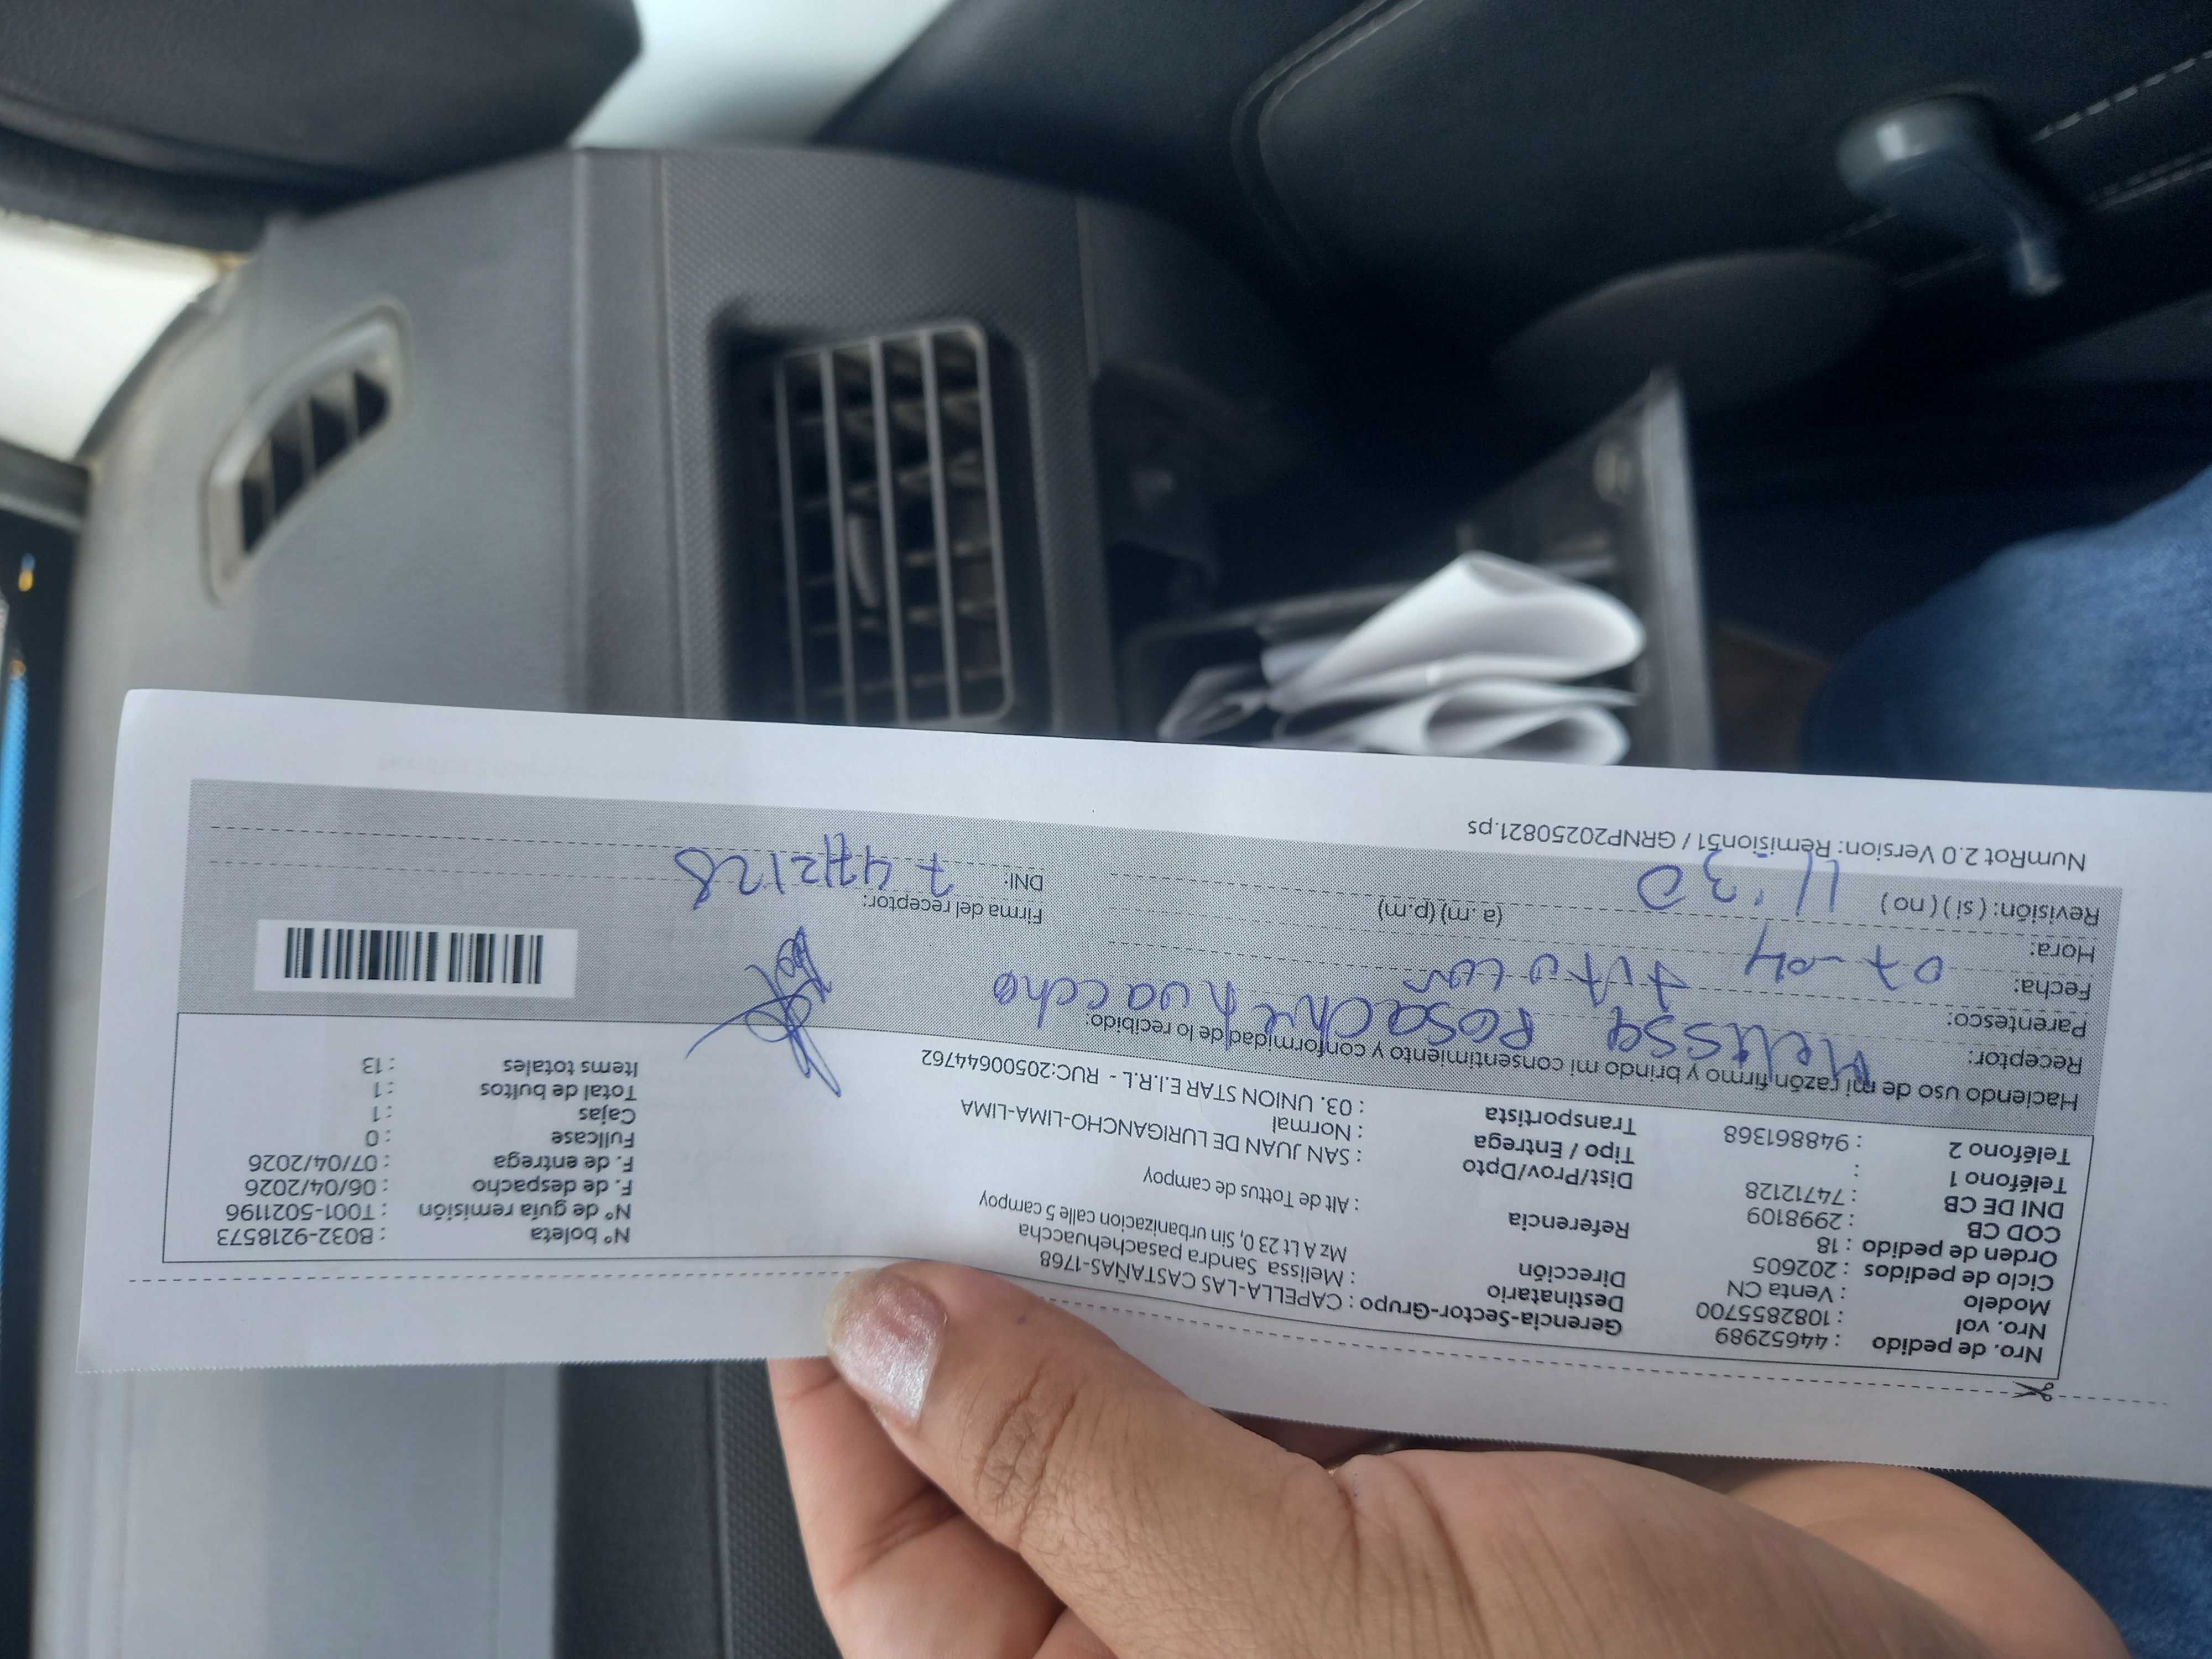 Nro. de pedido : 44652989
Nro. vol : 1082855700
Modelo : Venta CN
Ciclo de pedidos : 202605
Orden de pedido : 18
COD CB : 2998109
DNI DE CB : 74712128
Teléfono 1 :
Teléfono 2 : 948861368
Gerencia-Sector-Grupo : CAPELLA-LAS CASTAÑAS-1768
Destinatario : Melissa Sandra pasachehuaccha
Dirección Mz A Lt 23 0, Sin urbanizacion calle 5 campoy
Referencia : Alt de Tottus de campoy
Dist/Prov/Dpto : SAN JUAN DE LURIGANCHO-LIMA-LIMA
Tipo / Entrega : Normal
Transportista : 03. UNION STAR E.I.R.L - RUC:20500644762
N° boleta : B032-9218573
N° de guía remisión : T001-5021196
F. de despacho : 06/04/2026
F. de entrega : 07/04/2026
Fullcase : 0
Cajas : 1
Total de bultos : 1
Items totales : 13
Haciendo uso de mi razón firmo y brindo mi consentimiento y conformidad de lo recibido:
Receptor: Melissa
Parentesco: titular
Fecha: 07-04
Hora: 11:30 (a. m) (p.m)
Revisión: ( si ) ( no )
Firma del receptor:
DNI: 74712128
NumRot 2.0 Version: Remision51 / GRNP20250821.ps